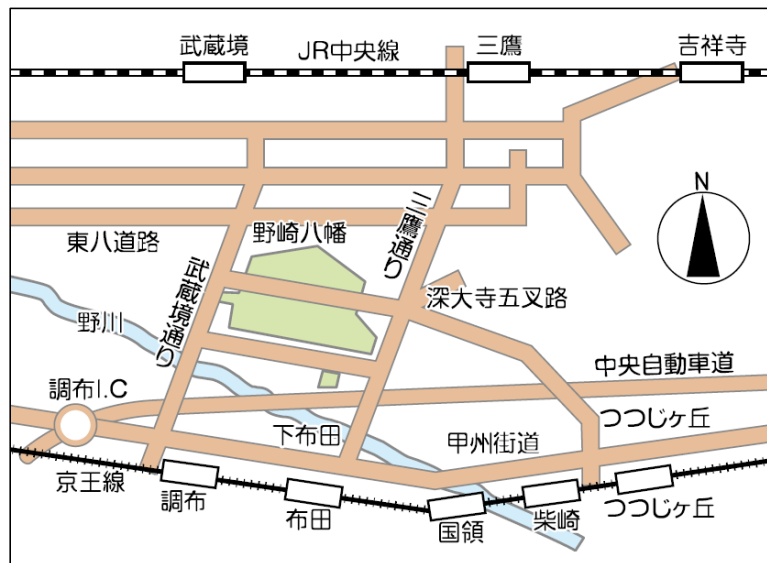 武蔵境
JR中央線
三鷹
吉祥寺
N
東八道路
野崎八幡
三鷹通り
武蔵境通り
深大寺五叉路
野川
中央自動車道
調布I.C
つつじヶ丘
下布田
甲州街道
京王線
調布
布田
国領
柴崎
つつじヶ丘